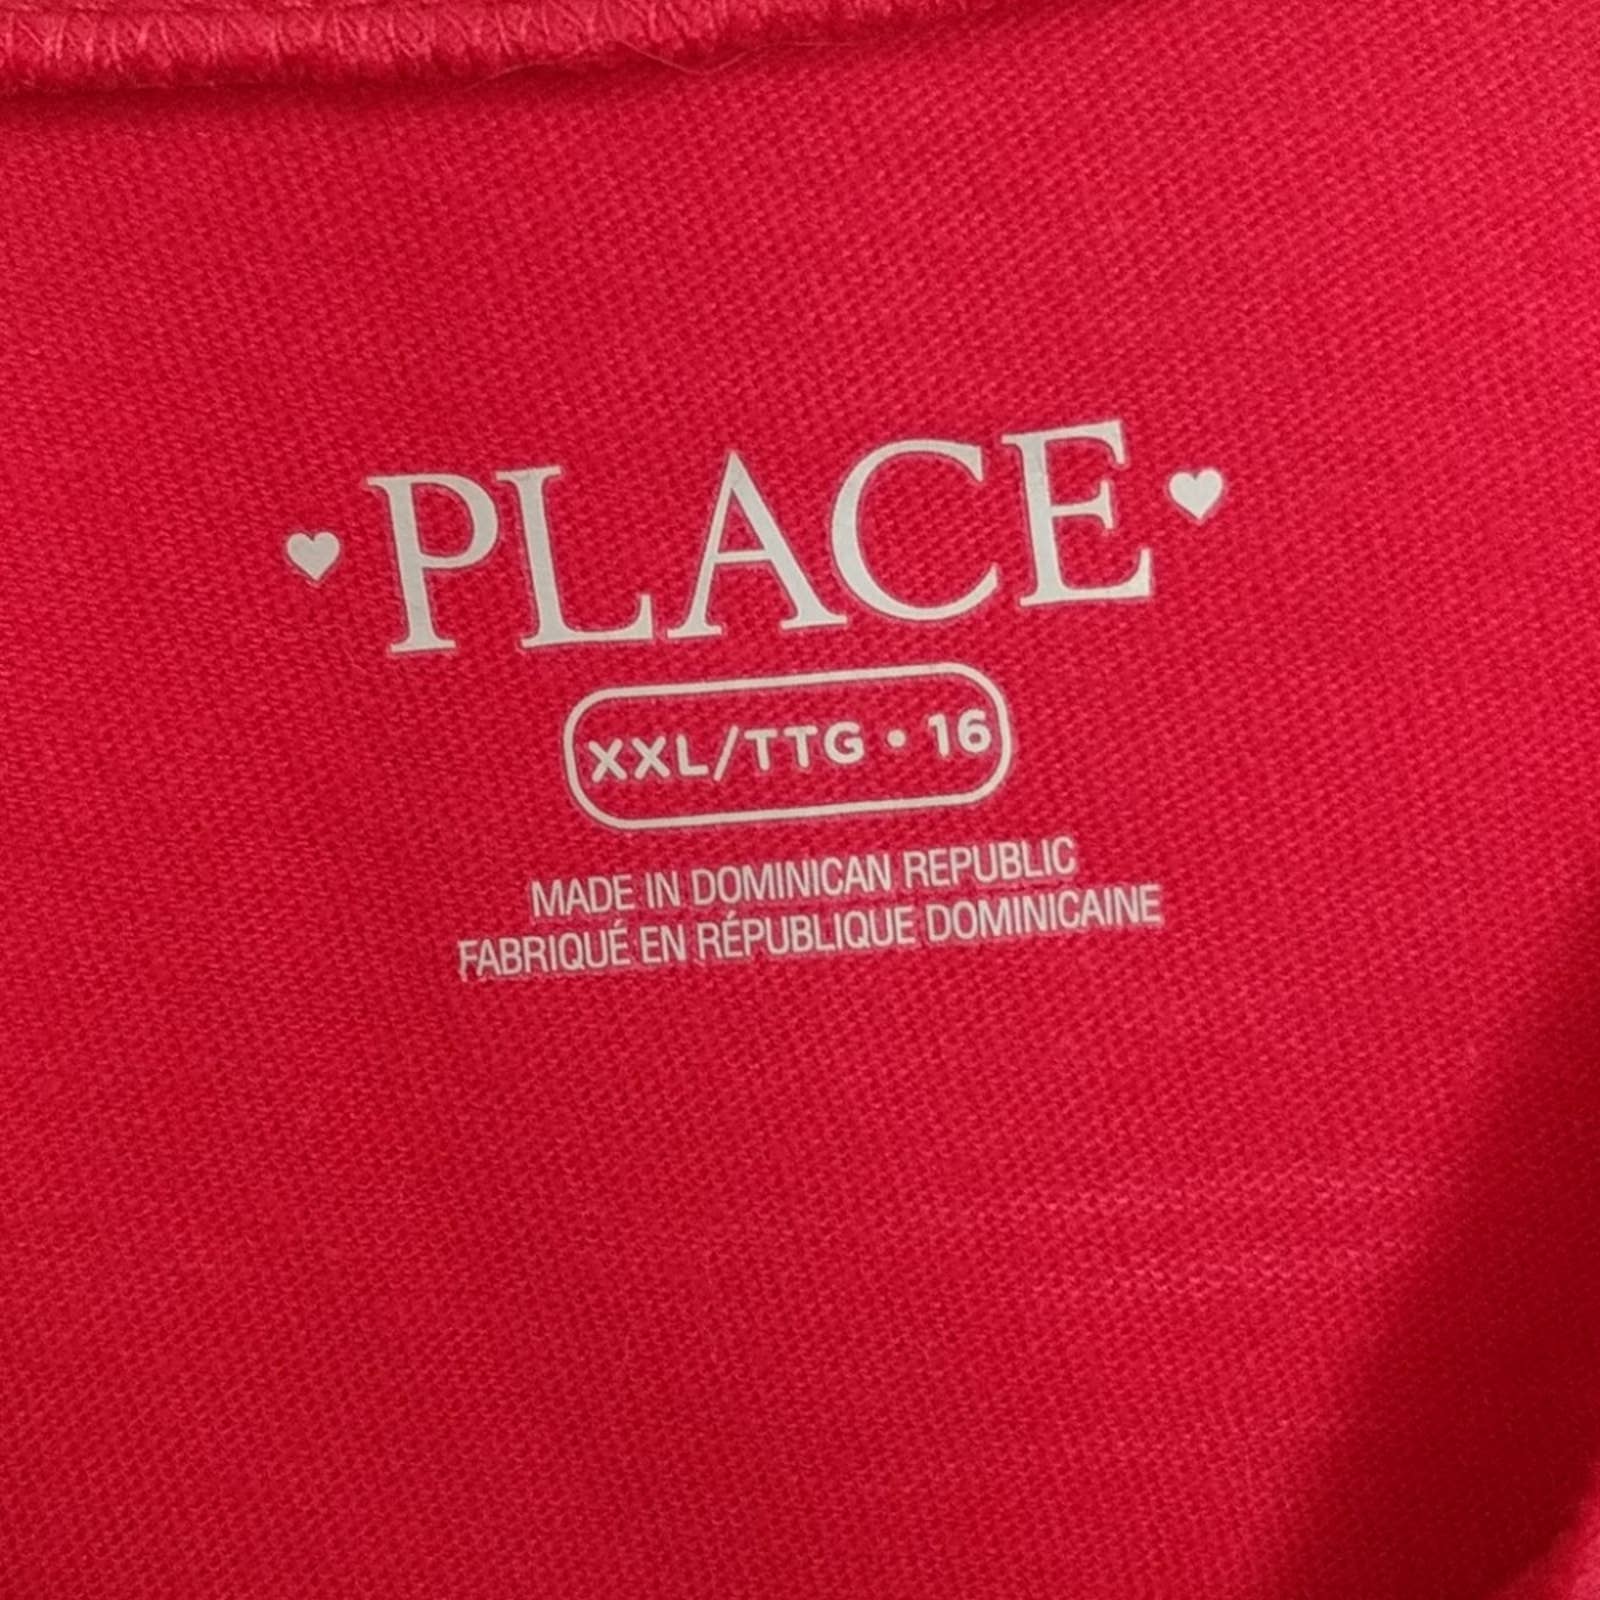 PLACE
XXL/TTG • 16
MADE IN DOMINICAN REPUBLIC
FABRIQUÉ EN RÉPUBLIQUE DOMINICAINE